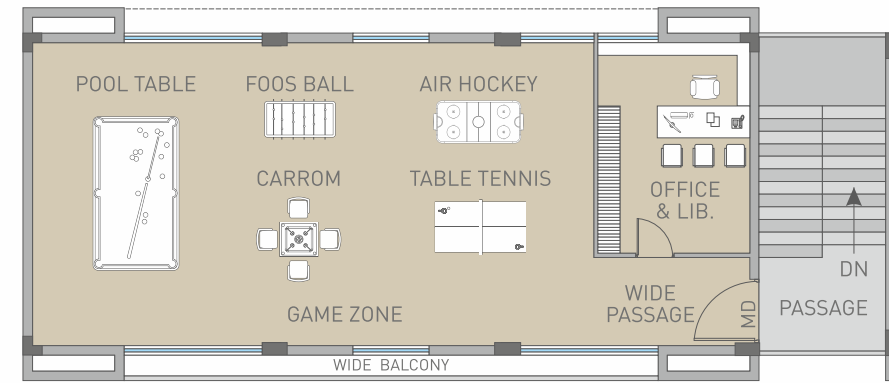 POOL TABLE
FOOS BALL
AIR HOCKEY
CARROM
TABLE TENNIS
OFFICE
& LIB.
DN
WIDE
PASSAGE
MD
PASSAGE
GAME ZONE
WIDE BALCONY